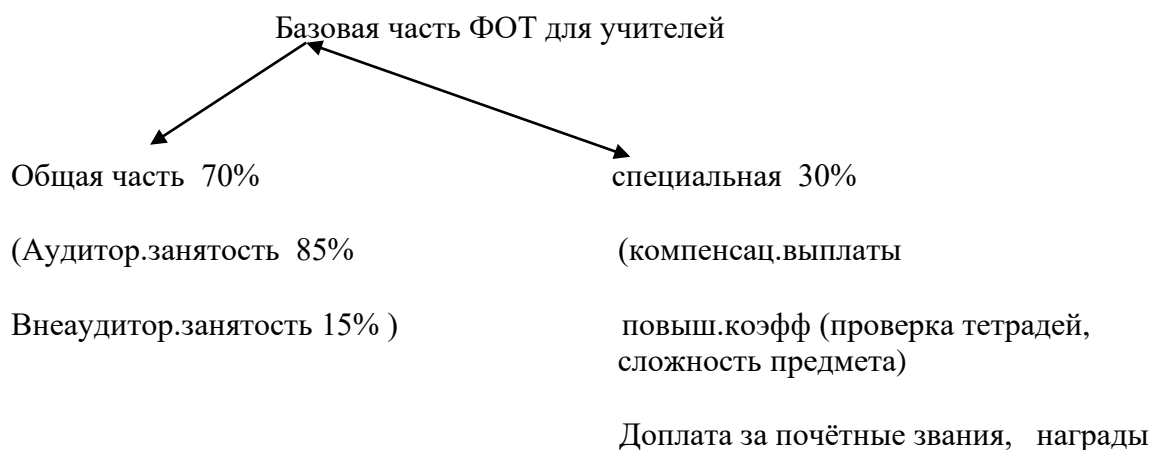 Базовая часть ФОТ для учителей
Общая часть 70%
специальная 30%
(Аудитор.занятость 85%
(компенсац.выплаты
Внеаудитор.занятость 15% )
повыш.коэфф (проверка тетрадей,
сложность предмета)
Доплата за почётные звания, награды